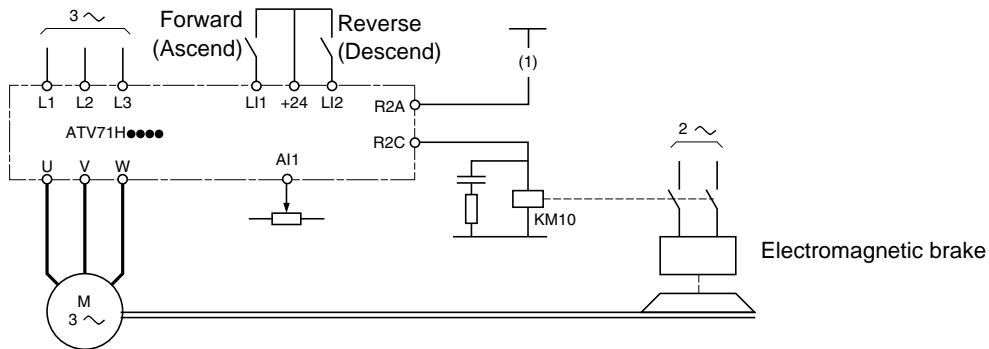 3 ∼
Forward
(Ascend)
Reverse
(Descend)
(1)
L1 L2 L3 LI1 +24 LI2
R2A
ATV71H●●●●
R2C
2 ∼
U V W AI1
KM10
Electromagnetic brake
M
3 ∼